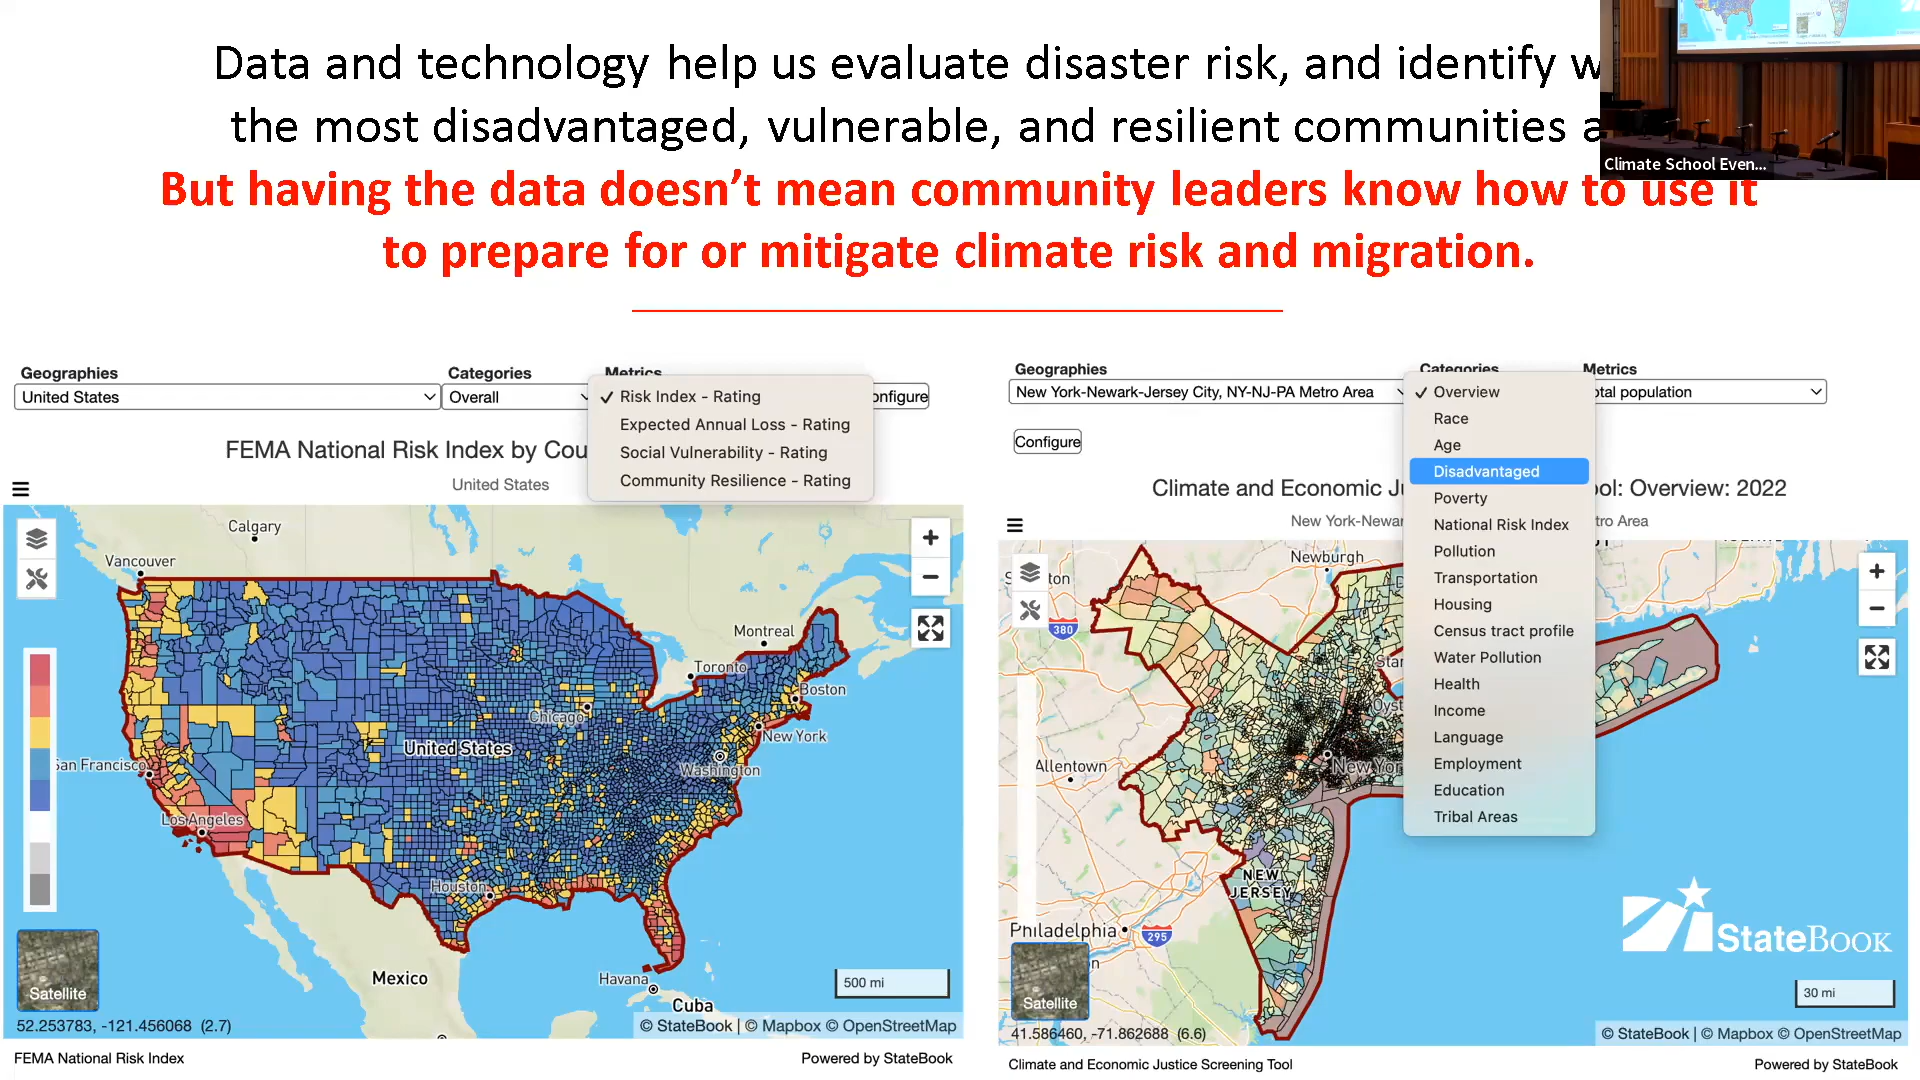 Data and technology help us evaluate disaster risk, and identify
the most disadvantaged, vulnerable, and resilient communities
But having the data doesn't mean community leaders know how to use it
to prepare for or mitigate climate risk and migration.
Climate School Even...
Geographies
Categories
Metrics
United States
Overall
Risk Index - Rating
Expected Annual Loss - Rating
Social Vulnerability - Rating
Community Resilience - Rating
onfigure
FEMA National Risk Index by Cou
United States
Calgary
Vancouver
Montreal
Toronto
Boston
Chicago
New York
United States
Washington
San Francisco
Los Angeles
Houston
Havana
Mexico
Cuba
Satellite
500 mi
52.253783, -121.456068 (2.7)
© StateBook | © Mapbox © OpenStreetMap
FEMA National Risk Index
Powered by StateBook
Geographies
Categories
Metrics
New York-Newark-Jersey City, NY-NJ-PA Metro Area
otal population
Configure
Overview
Race
Age
Disadvantaged
Poverty
National Risk Index
Pollution
Transportation
Housing
Census tract profile
Water Pollution
Health
Income
Language
Employment
Education
Tribal Areas
Climate and Economic Ju
ol: Overview: 2022
New York-Newar
tro Area
Newburgh
ton
380
Star
Oyst
Allentown
New Yor
NEW
JERSEY
Philadelphia
295
n
Satellite
StateBook
30 mi
41.586460, -71.862688 (6.6)
© StateBook | © Mapbox © OpenStreetMap
Climate and Economic Justice Screening Tool
Powered by StateBook